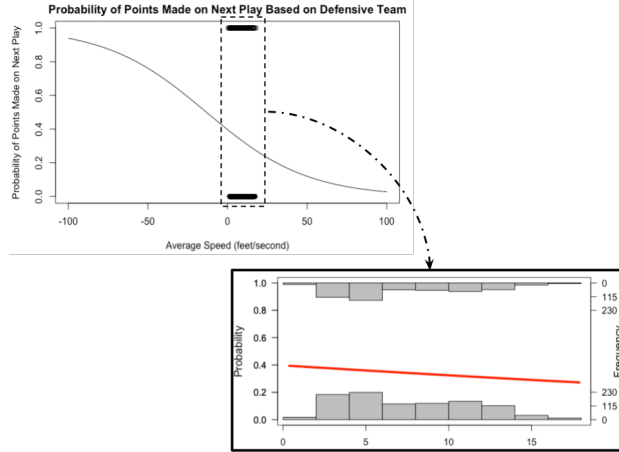 Probability of Points Made on Next Play Based on Defensive Team
Probability of Points Made on Next Play
1.0
0.8
0.6
0.4
0.2
0.0
-100 -50 0 50 100
Average Speed (feet/second)
Probability
1.0
0.8
0.6
0.4
0.2
0.0
0
115
230
230
115
0
Frequency
0 5 10 15